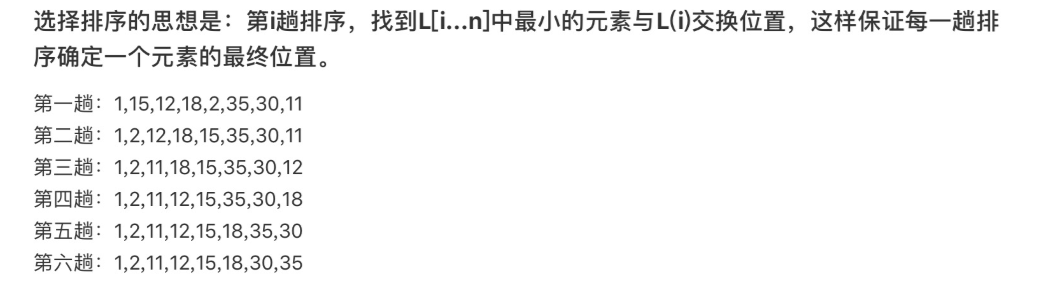 选择排序的思想是：第i趟排序，找到L[i...n]中最小的元素与L(i)交换位置，这样保证每一趟排
序确定一个元素的最终位置。
第一趟：1,15,12,18,2,35,30,11
第二趟：1,2,12,18,15,35,30,11
第三趟：1,2,11,18,15,35,30,12
第四趟：1,2,11,12,15,35,30,18
第五趟：1,2,11,12,15,18,35,30
第六趟：1,2,11,12,15,18,30,35